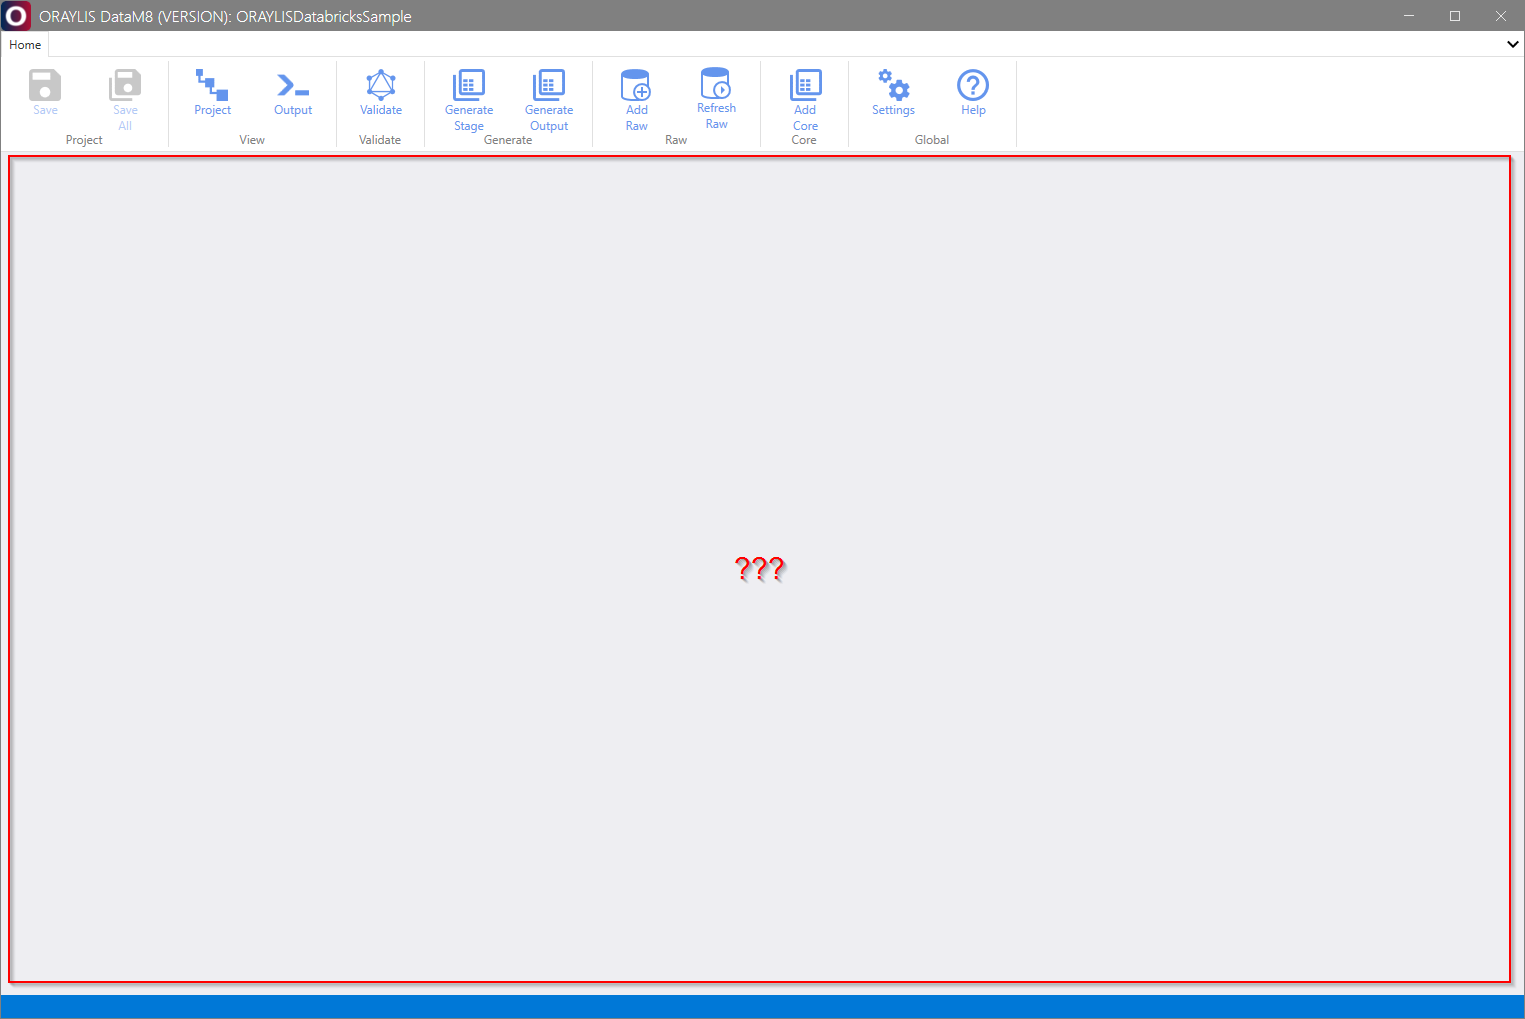 ORAYLIS DataM8 (VERSION): ORAYLISDatabricksSample
Home
Save
Save
All
Project
Project
Output
View
Validate
Validate
Generate
Stage
Generate
Output
Generate
Add
Raw
Refresh
Raw
Raw
Add
Core
Core
Settings
Help
Global
???